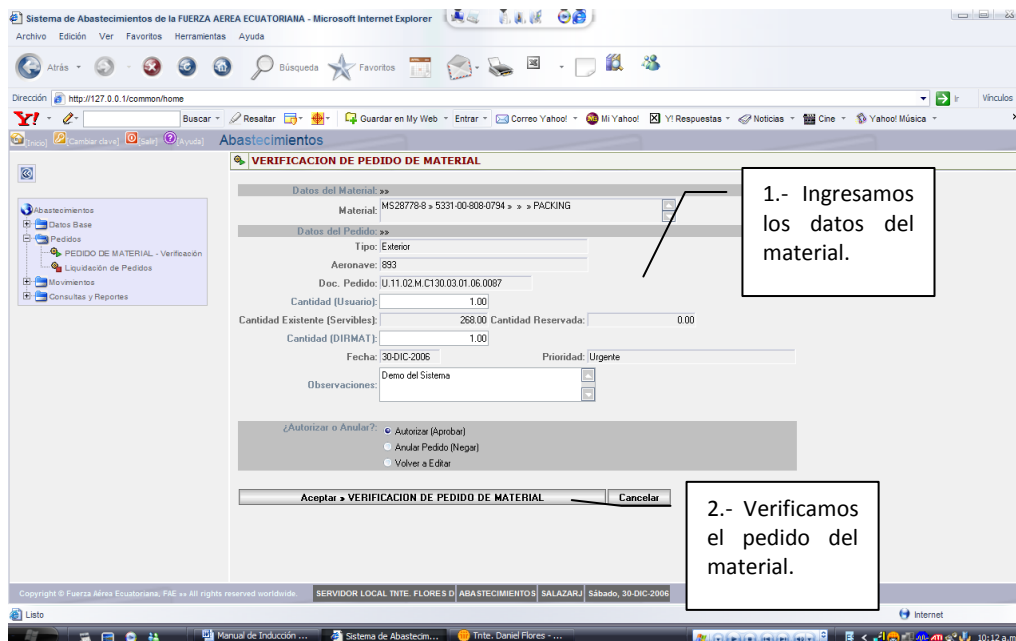 Sistema de Abastecimientos de la FUERZA AEREA ECUATORIANA - Microsoft Internet Explorer
Archivo Edición Ver Favoritos Herramientas Ayuda
Atrás Búsqueda Favoritos
Dirección http://127.0.0.1/common/home Ir Vínculos
Y! Buscar Resaltar Guardar en My Web Entrar Correo Yahoo! Mi Yahoo! Y! Respuestas Noticias Cine Yahoo! Música
[Inicio] [Cambiar clave] [Salir] [Ayuda] Abastecimientos
VERIFICACION DE PEDIDO DE MATERIAL
Abastecimientos
Datos Base
Pedidos
PEDIDO DE MATERIAL - Verificación
Liquidación de Pedidos
Movimientos
Consultas y Reportes
Datos del Material: »»
Material: MS28778-8 » 5331-00-808-0794 » » » PACKING
Datos del Pedido: »»
Tipo: Exterior
Aeronave: 893
Doc. Pedido: U.11.02.M.C130.03.01.06.0087
Cantidad (Usuario): 1.00
Cantidad Existente (Servibles): 268.00 Cantidad Reservada: 0.00
Cantidad (DIRMAT): 1.00
Fecha: 30-DIC-2006 Prioridad: Urgente
Observaciones: Demo del Sistema
¿Autorizar o Anular?: Autorizar (Aprobar)
Anular Pedido (Negar)
Volver a Editar
Aceptar » VERIFICACION DE PEDIDO DE MATERIAL Cancelar
1.- Ingresamos
los datos del
material.
2.- Verificamos
el pedido del
material.
Copyright © Fuerza Aérea Ecuatoriana, FAE »» All rights reserved worldwide. SERVIDOR LOCAL TNTE. FLORES D ABASTECIMIENTOS SALAZARJ Sábado, 30-DIC-2006
Listo Internet
Manual de Inducción ... Sistema de Abastecim... Tnte. Daniel Flores - ... 10:12 a.m